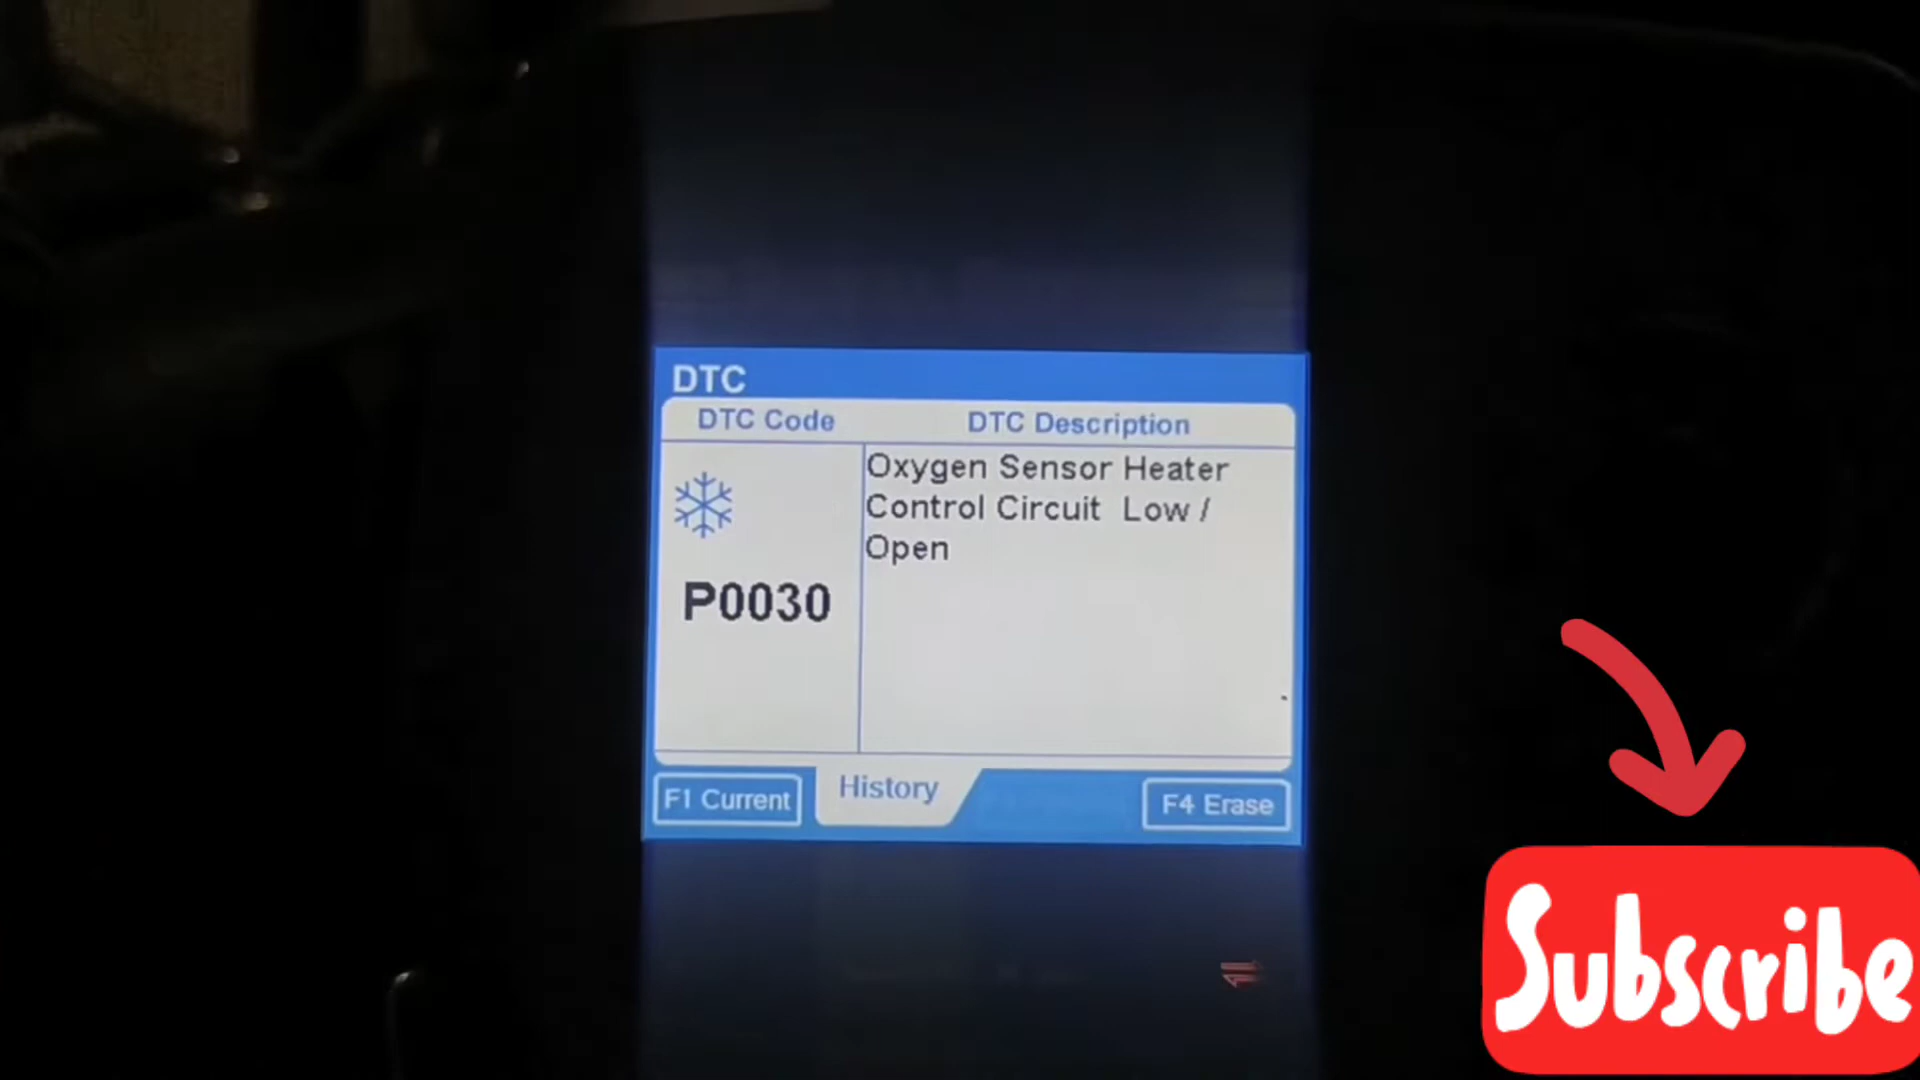 DTC
DTC Code
DTC Description
P0030
Oxygen Sensor Heater
Control Circuit Low /
Open
F1 Current
History
F4 Erase
Subscribe